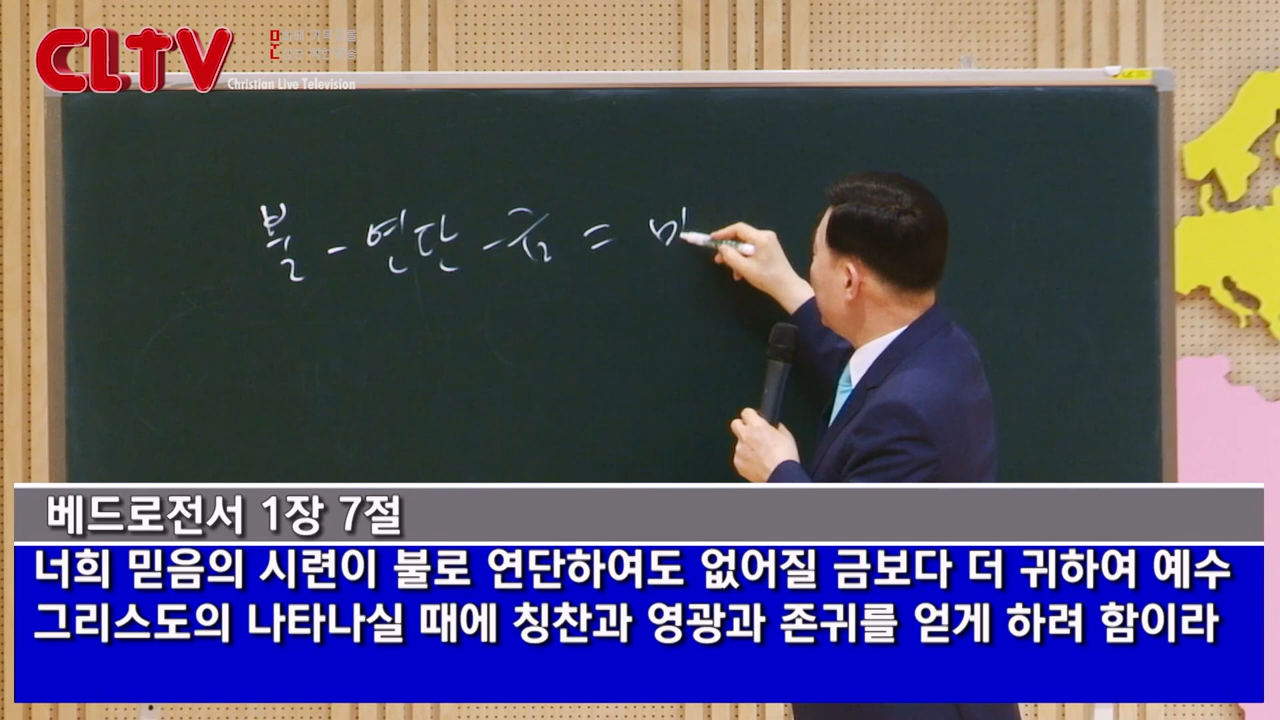 CLTV
Christian Live Television
불 - 연단 - 금 = 미
베드로전서 1장 7절
너희 믿음의 시련이 불로 연단하여도 없어질 금보다 더 귀하여 예수
그리스도의 나타나실 때에 칭찬과 영광과 존귀를 얻게 하려 함이라